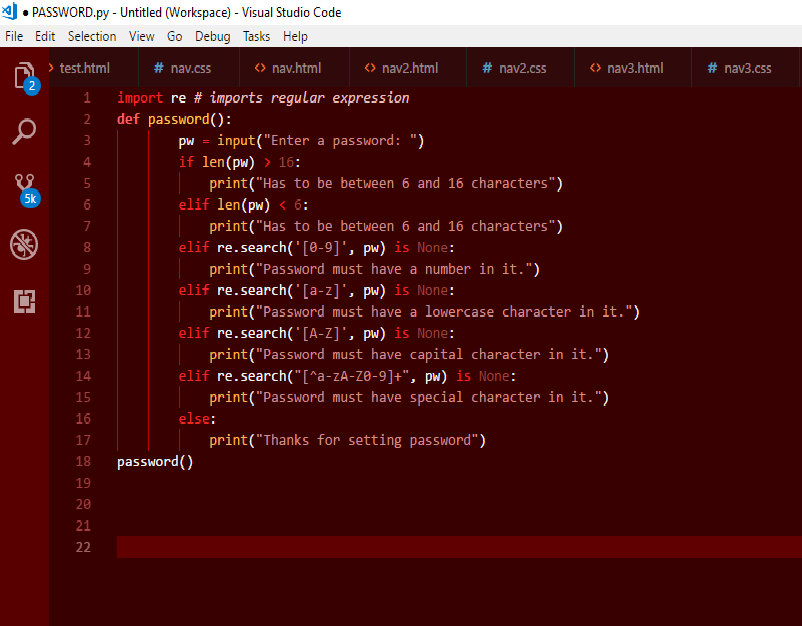 ● PASSWORD.py - Untitled (Workspace) - Visual Studio Code
File Edit Selection View Go Debug Tasks Help
test.html # nav.css <> nav.html <> nav2.html # nav2.css <> nav3.html # nav3.css
2
5k
1 import re # imports regular expression
2 def password():
3 pw = input("Enter a password: ")
4 if len(pw) > 16:
5 print("Has to be between 6 and 16 characters")
6 elif len(pw) < 6:
7 print("Has to be between 6 and 16 characters")
8 elif re.search('[0-9]', pw) is None:
9 print("Password must have a number in it.")
10 elif re.search('[a-z]', pw) is None:
11 print("Password must have a lowercase character in it.")
12 elif re.search('[A-Z]', pw) is None:
13 print("Password must have capital character in it.")
14 elif re.search("[^a-zA-Z0-9]+", pw) is None:
15 print("Password must have special character in it.")
16 else:
17 print("Thanks for setting password")
18 password()
19
20
21
22